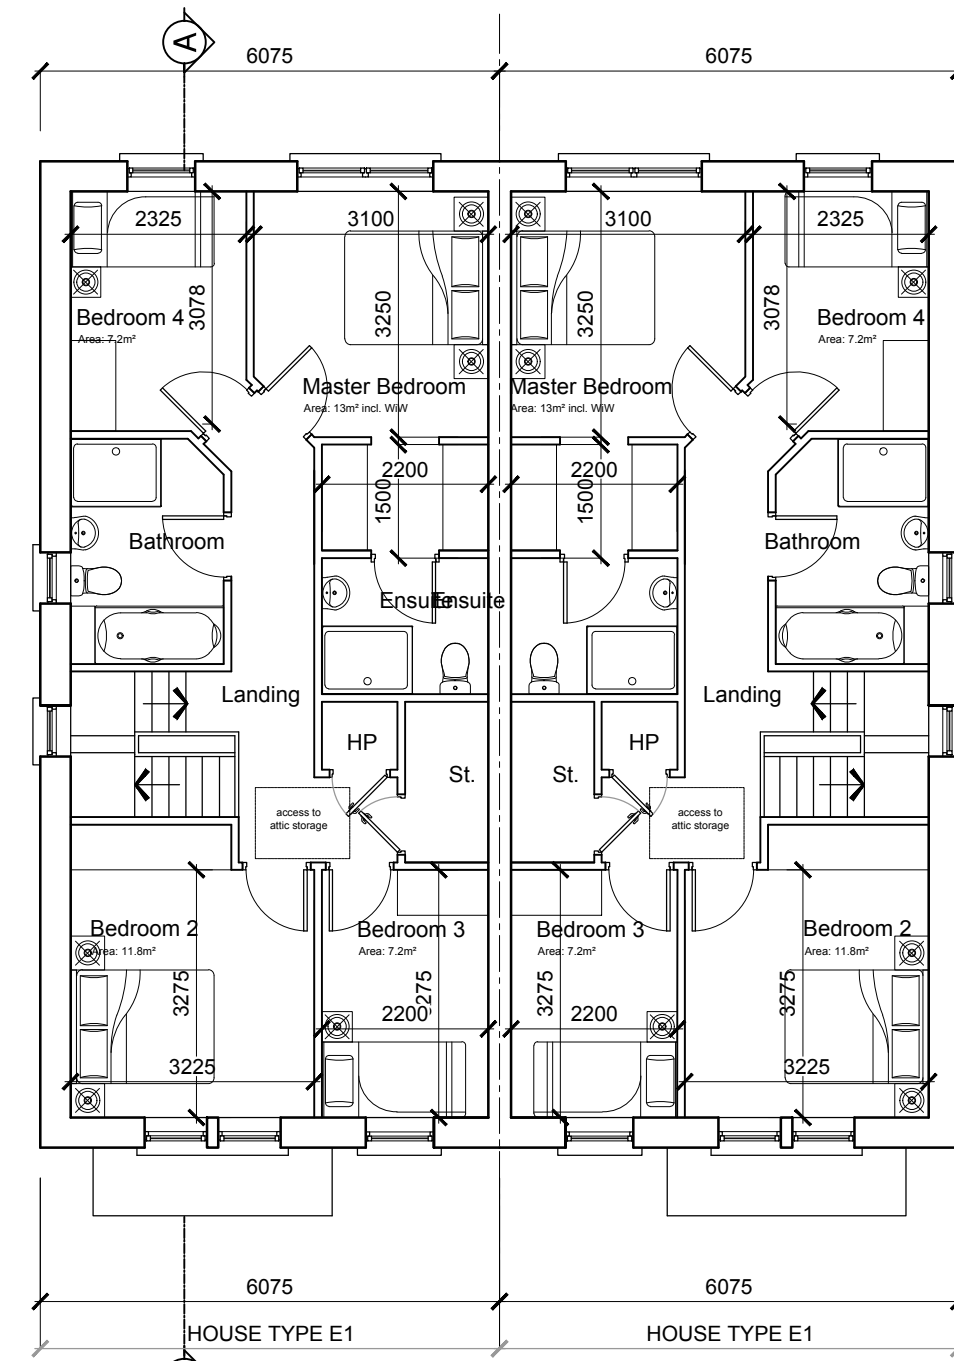 A
6075
6075
2325
3100
3100
2325
3078
3250
3250
3078
Bedroom 4
Area: 7.2m²
Bedroom 4
Area: 7.2m²
Master Bedroom
Area: 13m² incl. WiW
Master Bedroom
Area: 13m² incl. WiW
2200
2200
1500
1500
Bathroom
Bathroom
Ensuite
Ensuite
Landing
Landing
HP
HP
St.
St.
access to
attic storage
access to
attic storage
Bedroom 2
Area: 11.8m²
Bedroom 3
Area: 7.2m²
Bedroom 3
Area: 7.2m²
Bedroom 2
Area: 11.8m²
3275
3275
3275
3275
2200
2200
3225
3225
6075
6075
HOUSE TYPE E1
HOUSE TYPE E1